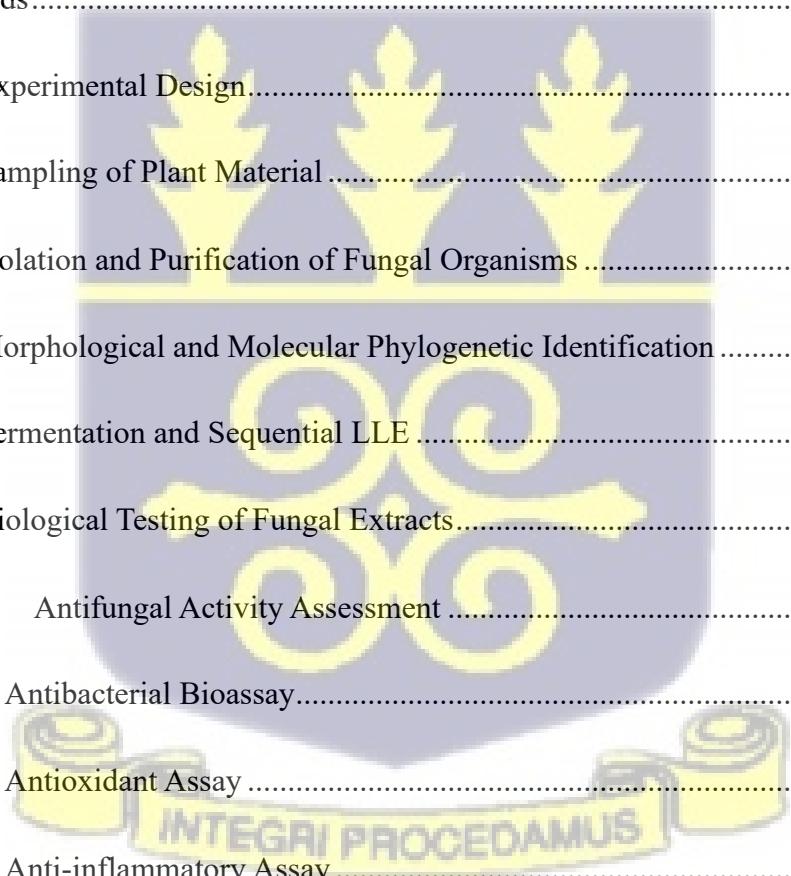 ds..........................................................................................
xperimental Design..................................................................
ampling of Plant Material.........................................................
olation and Purification of Fungal Organisms..........................
Morphological and Molecular Phylogenetic Identification.........
ermentation and Sequential LLE...............................................
iological Testing of Fungal Extracts.........................................
Antifungal Activity Assessment..........................................
Antibacterial Bioassay............................................................
Antioxidant Assay..................................................................
INTEGRI PROCEDAMUS
Anti-inflammatory Assay........................................................